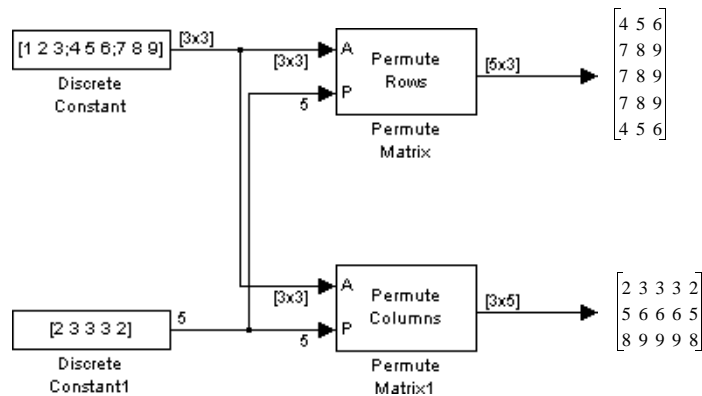 [1 2 3;4 5 6;7 8 9]
Discrete
Constant
[3x3]
[3x3]
5
A
P
Permute
Rows
Permute
Matrix
[5x3]
4 5 6
7 8 9
7 8 9
7 8 9
4 5 6
[2 3 3 3 2]
Discrete
Constant1
5
[3x3]
5
A
P
Permute
Columns
Permute
Matrix1
[3x5]
2 3 3 3 2
5 6 6 6 5
8 9 9 9 8